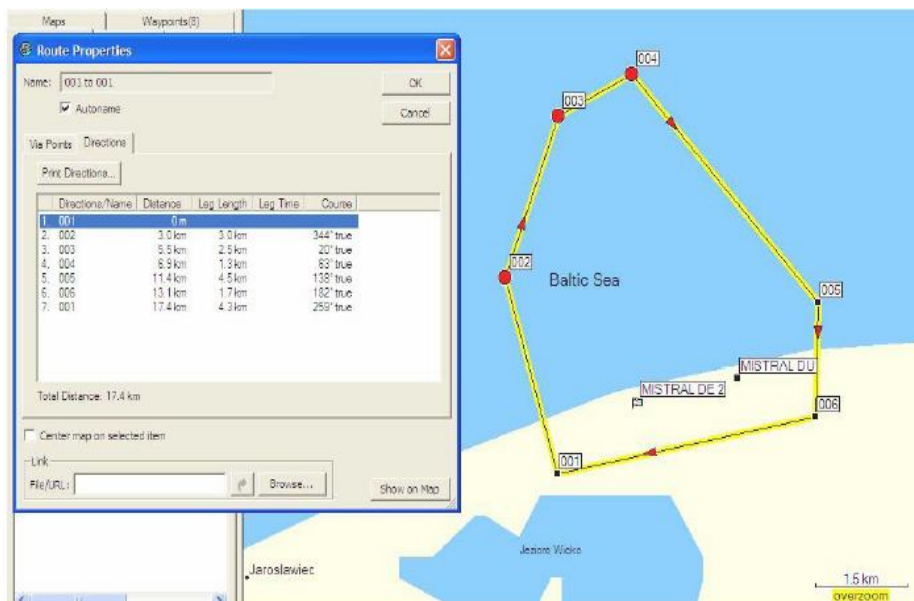 Maps Waypoints(8)
Route Properties
Name: 001 to 001 OK
Autoname
Cancel
Via Points Directions
Print Directions...
Directions/Name Distance Leg Length Leg Time Course
1. 001 0 m
2. 002 3.0 km 3.0 km 344° true
3. 003 5.5 km 2.5 km 20° true
4. 004 6.9 km 1.3 km 63° true
5. 005 11.4 km 4.5 km 138° true
6. 006 13.1 km 1.7 km 182° true
7. 001 17.4 km 4.3 km 259° true
Total Distance: 17.4 km
Center map on selected item
Link
File/URL: Browse... Show on Map
004
003
002
Baltic Sea
005
MISTRAL DU
MISTRAL DE 2
006
001
Jezioro Wicko
Jaroslawiec
1.5 km
overzoom